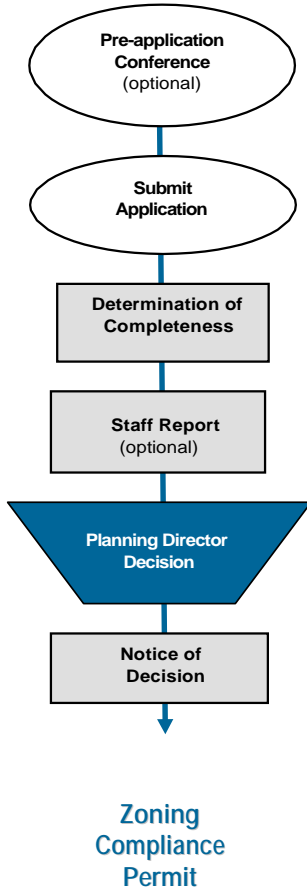 Pre-application
Conference
(optional)
Submit
Application
Determination of
Completeness
Staff Report
(optional)
Planning Director
Decision
Notice of
Decision
Zoning
Compliance
Permit